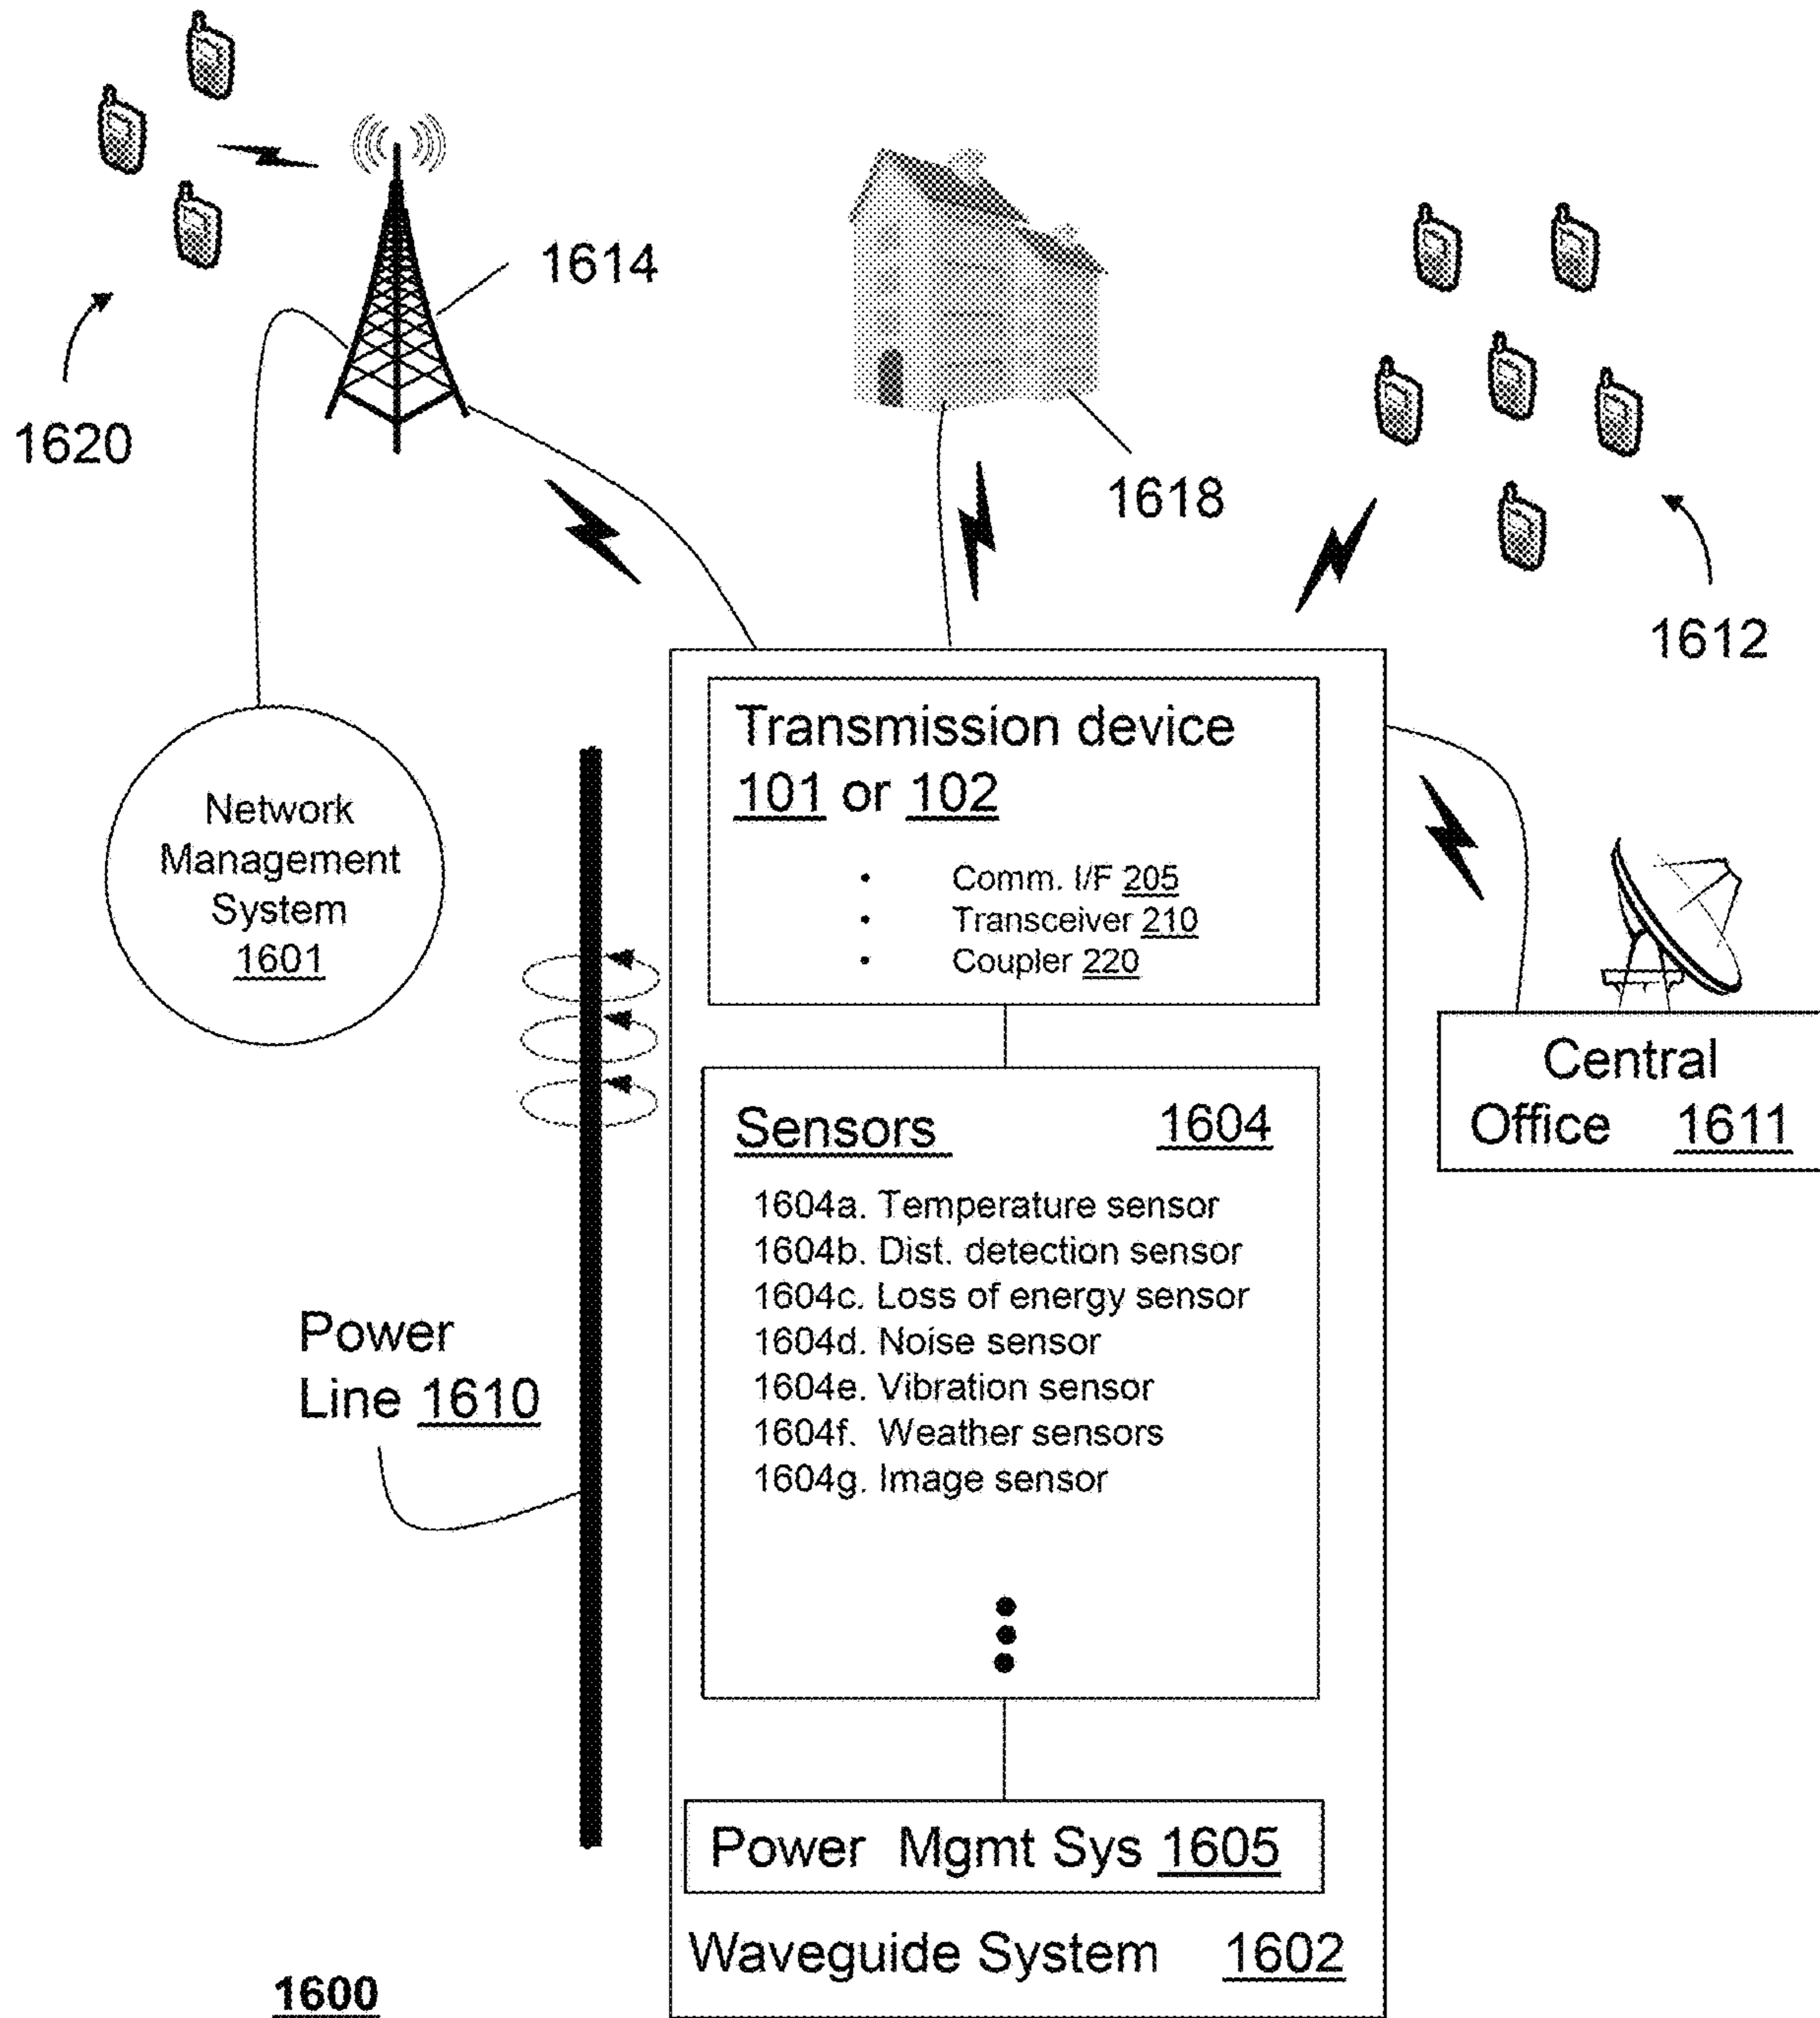 1614
1620
1618
1612
Network
Management
System
1601
Transmission device
101 or 102
• Comm. I/F 205
• Transceiver 210
• Coupler 220
Central
Office 1611
Sensors 1604
1604a. Temperature sensor
1604b. Dist. detection sensor
1604c. Loss of energy sensor
1604d. Noise sensor
1604e. Vibration sensor
1604f. Weather sensors
1604g. Image sensor
Power
Line 1610
Power Mgmt Sys 1605
Waveguide System 1602
1600